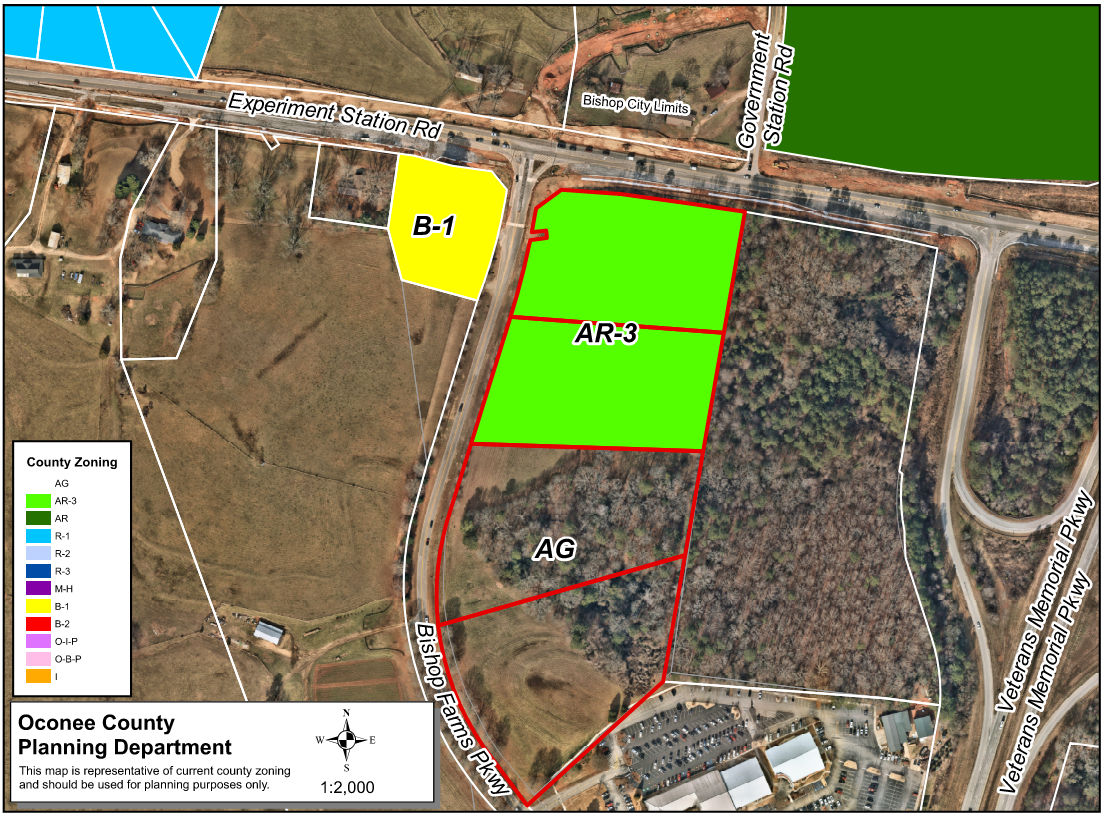 Experiment Station Rd
Bishop City Limits
Government
Station Rd
B-1
AR-3
AG
Bishop Farms Pkwy
Veterans Memorial Pkwy
Veterans Memorial Pkwy
County Zoning
AG
AR-3
AR
R-1
R-2
R-3
M-H
B-1
B-2
O-I-P
O-B-P
I
Oconee County
Planning Department
This map is representative of current county zoning
and should be used for planning purposes only.
N
W
E
S
1:2,000